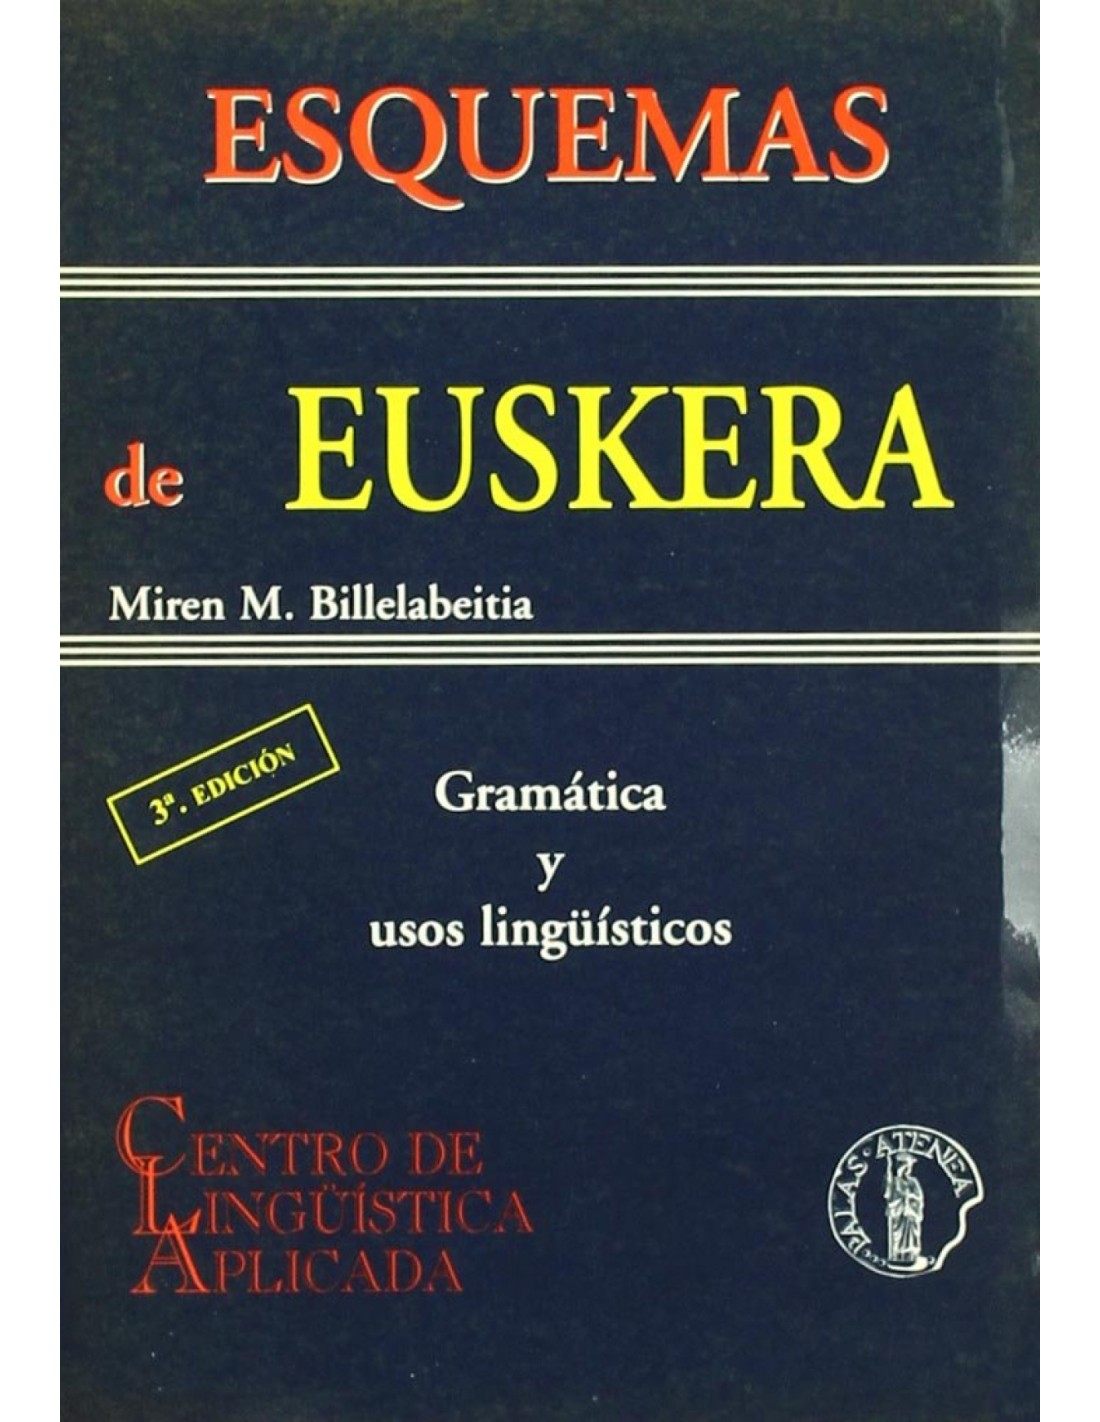 ESQUEMAS
de EUSKERA
Miren M. Billelabeitia
3ª. EDICIÓN
Gramática
y
usos lingüísticos
CENTRO DE
LINGÜÍSTICA
APLICADA
PALAS·ATENEA